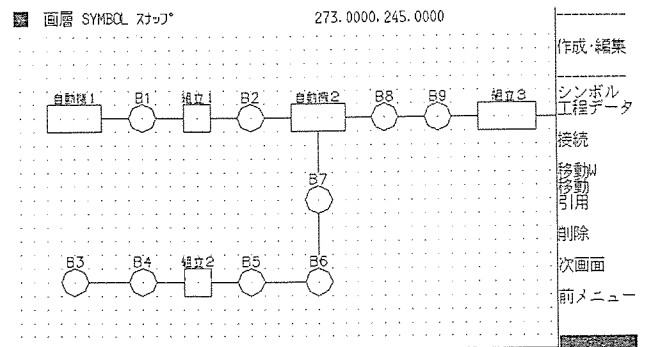 画層 SYMBOL スナップ 273.0000,245.0000
作成・編集
自動機1 B1 組立1 B2 自動機2 B8 B9 組立3
シンボル
工程データ
接続
移動W
移動
引用
B7
削除
B3 B4 組立2 B5 B6
次画面
前メニュー